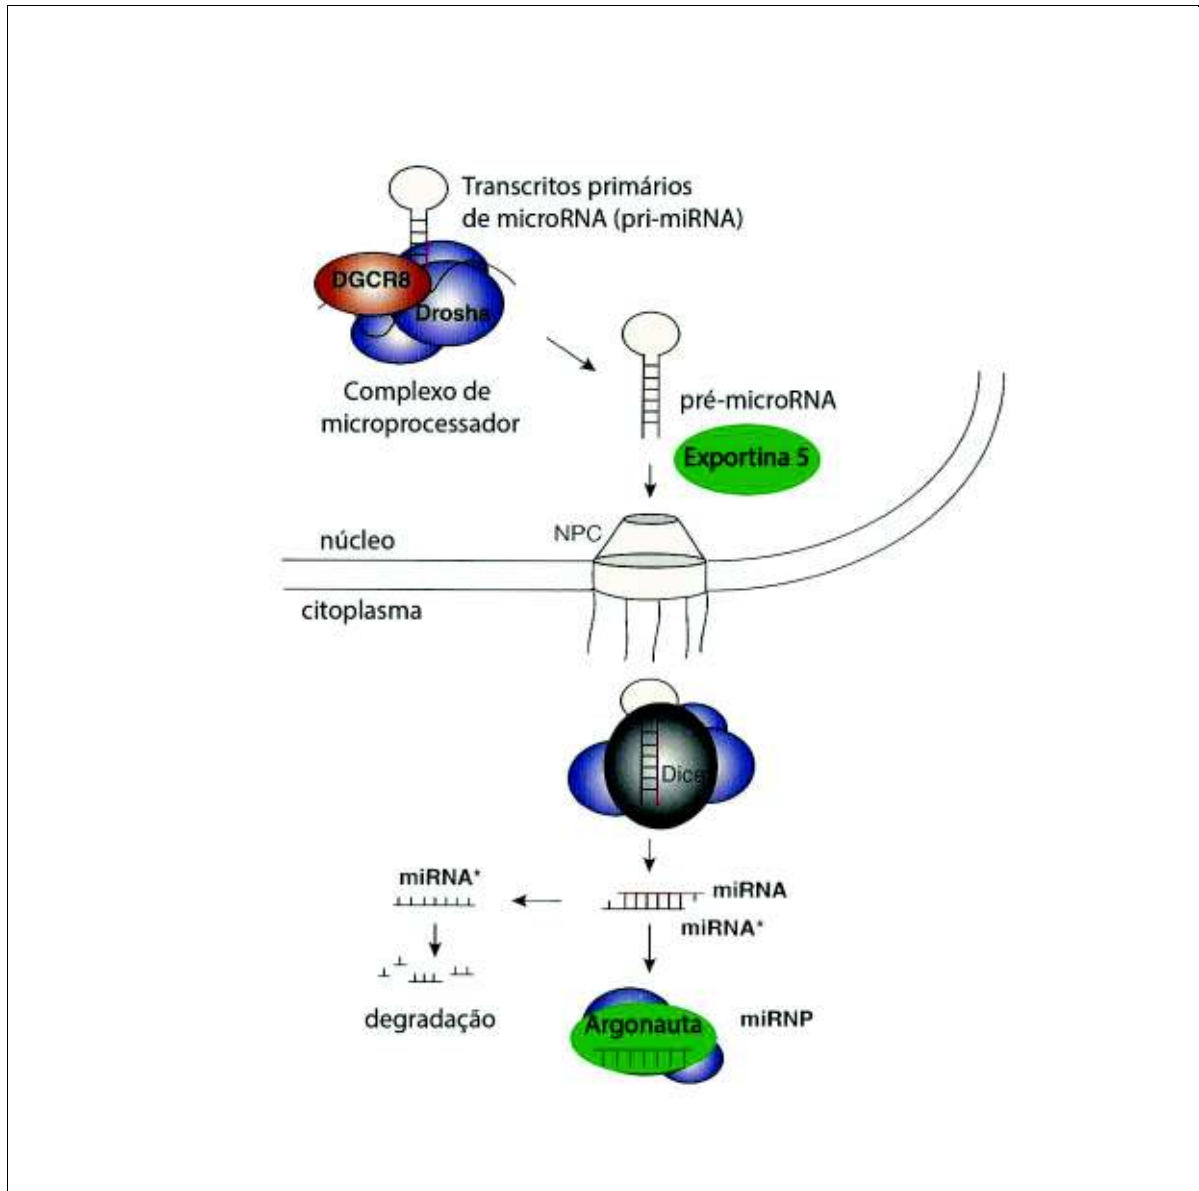 Transcritos primários
de microRNA (pri-miRNA)
DGCR8
Drosha
Complexo de
microprocessador
pré-microRNA
Exportina 5
NPC
núcleo
citoplasma
Dicer
miRNA*
miRNA
miRNA*
degradação
Argonauta
miRNP